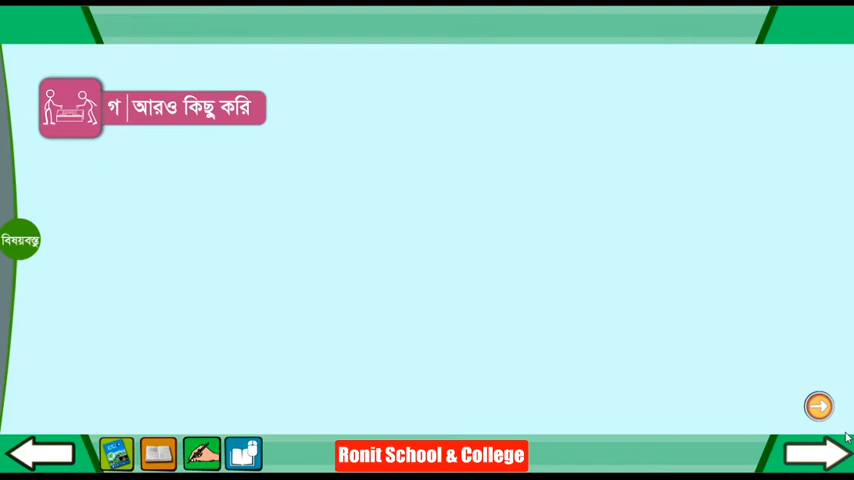 গ | আরও কিছু করি
বিষয়বস্তু
Ronit School & College